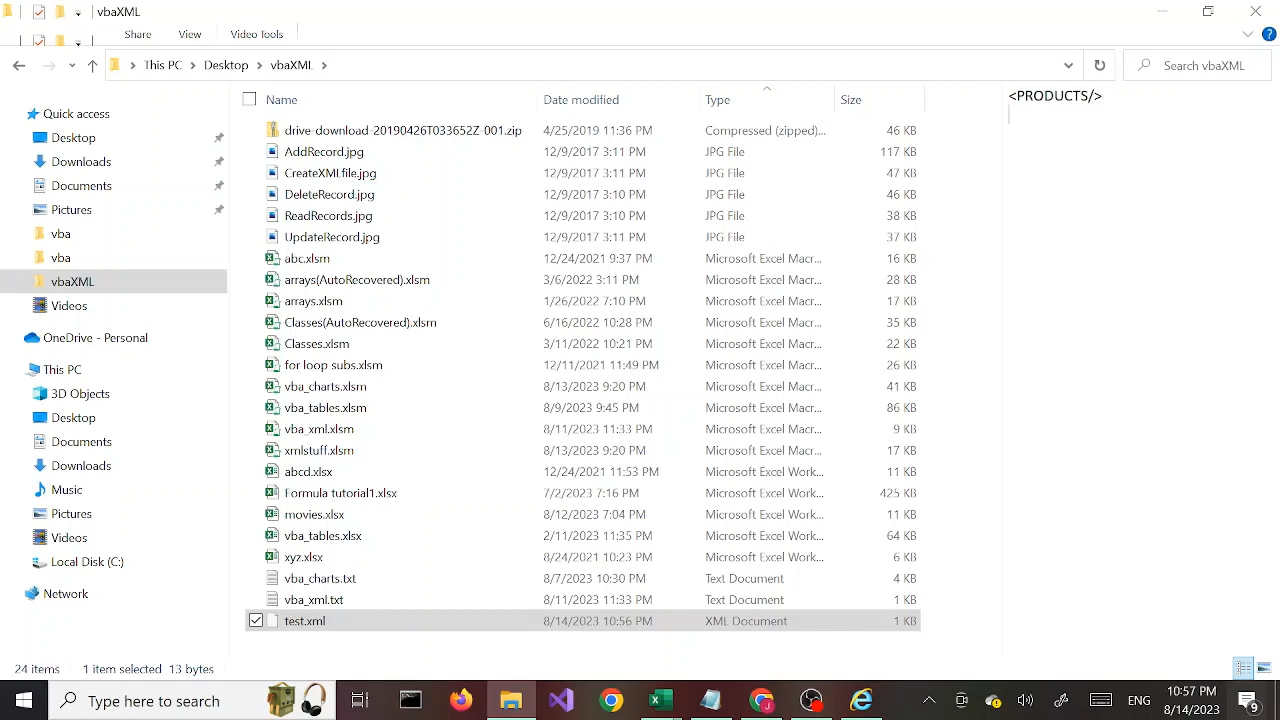 vbaXML
Share View Video Tools
This PC Desktop vbaXML
Search vbaXML
Quick access
Desktop
Downloads
Documents
Pictures
vba
vba
vbaXML
Videos
OneDrive - Personal
This PC
3D Objects
Desktop
Documents
Downloads
Music
Pictures
Videos
Local Disk (C:)
Network
Name Date modified Type Size
drive-download-20190426T033652Z-001.zip 4/25/2019 11:36 PM Compressed (zipped)... 46 KB
AddRecord.jpg 12/9/2017 3:11 PM JPG File 117 KB
CreateXMLfile.jpg 12/9/2017 3:11 PM JPG File 47 KB
DeleteRecord.jpg 12/9/2017 3:10 PM JPG File 46 KB
ReadRecords.jpg 12/9/2017 3:10 PM JPG File 38 KB
UpdateRecord.jpg 12/9/2017 3:10 PM JPG File 37 KB
abc.xlsm 12/24/2021 9:37 PM Microsoft Excel Macr... 16 KB
arrays(AutoRecovered).xlsm 3/6/2022 3:11 PM Microsoft Excel Macr... 28 KB
arrays.xlsm 1/26/2022 7:10 PM Microsoft Excel Macr... 17 KB
Classes(AutoRecovered).xlsm 6/16/2022 10:28 PM Microsoft Excel Macr... 35 KB
Classes.xlsm 3/11/2022 10:21 PM Microsoft Excel Macr... 22 KB
for loop subs.xlsm 12/11/2021 11:49 PM Microsoft Excel Macr... 26 KB
vba_charts.xlsm 8/13/2023 9:20 PM Microsoft Excel Macr... 41 KB
vba_tables.xlsm 8/9/2023 9:45 PM Microsoft Excel Macr... 86 KB
vba_xml.xlsm 8/11/2023 11:33 PM Microsoft Excel Macr... 9 KB
xmlstuff.xlsm 8/13/2023 9:20 PM Microsoft Excel Macr... 17 KB
abcd.xlsx 12/24/2021 11:53 PM Microsoft Excel Work... 11 KB
Formula tutorial1.xlsx 7/2/2023 7:16 PM Microsoft Excel Work... 425 KB
movies.xlsx 8/12/2023 7:04 PM Microsoft Excel Work... 11 KB
vba_tables.xlsx 2/11/2023 11:35 PM Microsoft Excel Work... 64 KB
xyz.xlsx 8/24/2021 10:23 PM Microsoft Excel Work... 6 KB
vba_charts.txt 8/7/2023 10:30 PM Text Document 4 KB
vba_xml.txt 8/11/2023 11:33 PM Text Document 1 KB
test.xml 8/14/2023 10:56 PM XML Document 1 KB
<PRODUCTS/>
24 items 1 item selected 13 bytes
Type here to search
ENG
10:57 PM
8/14/2023
9